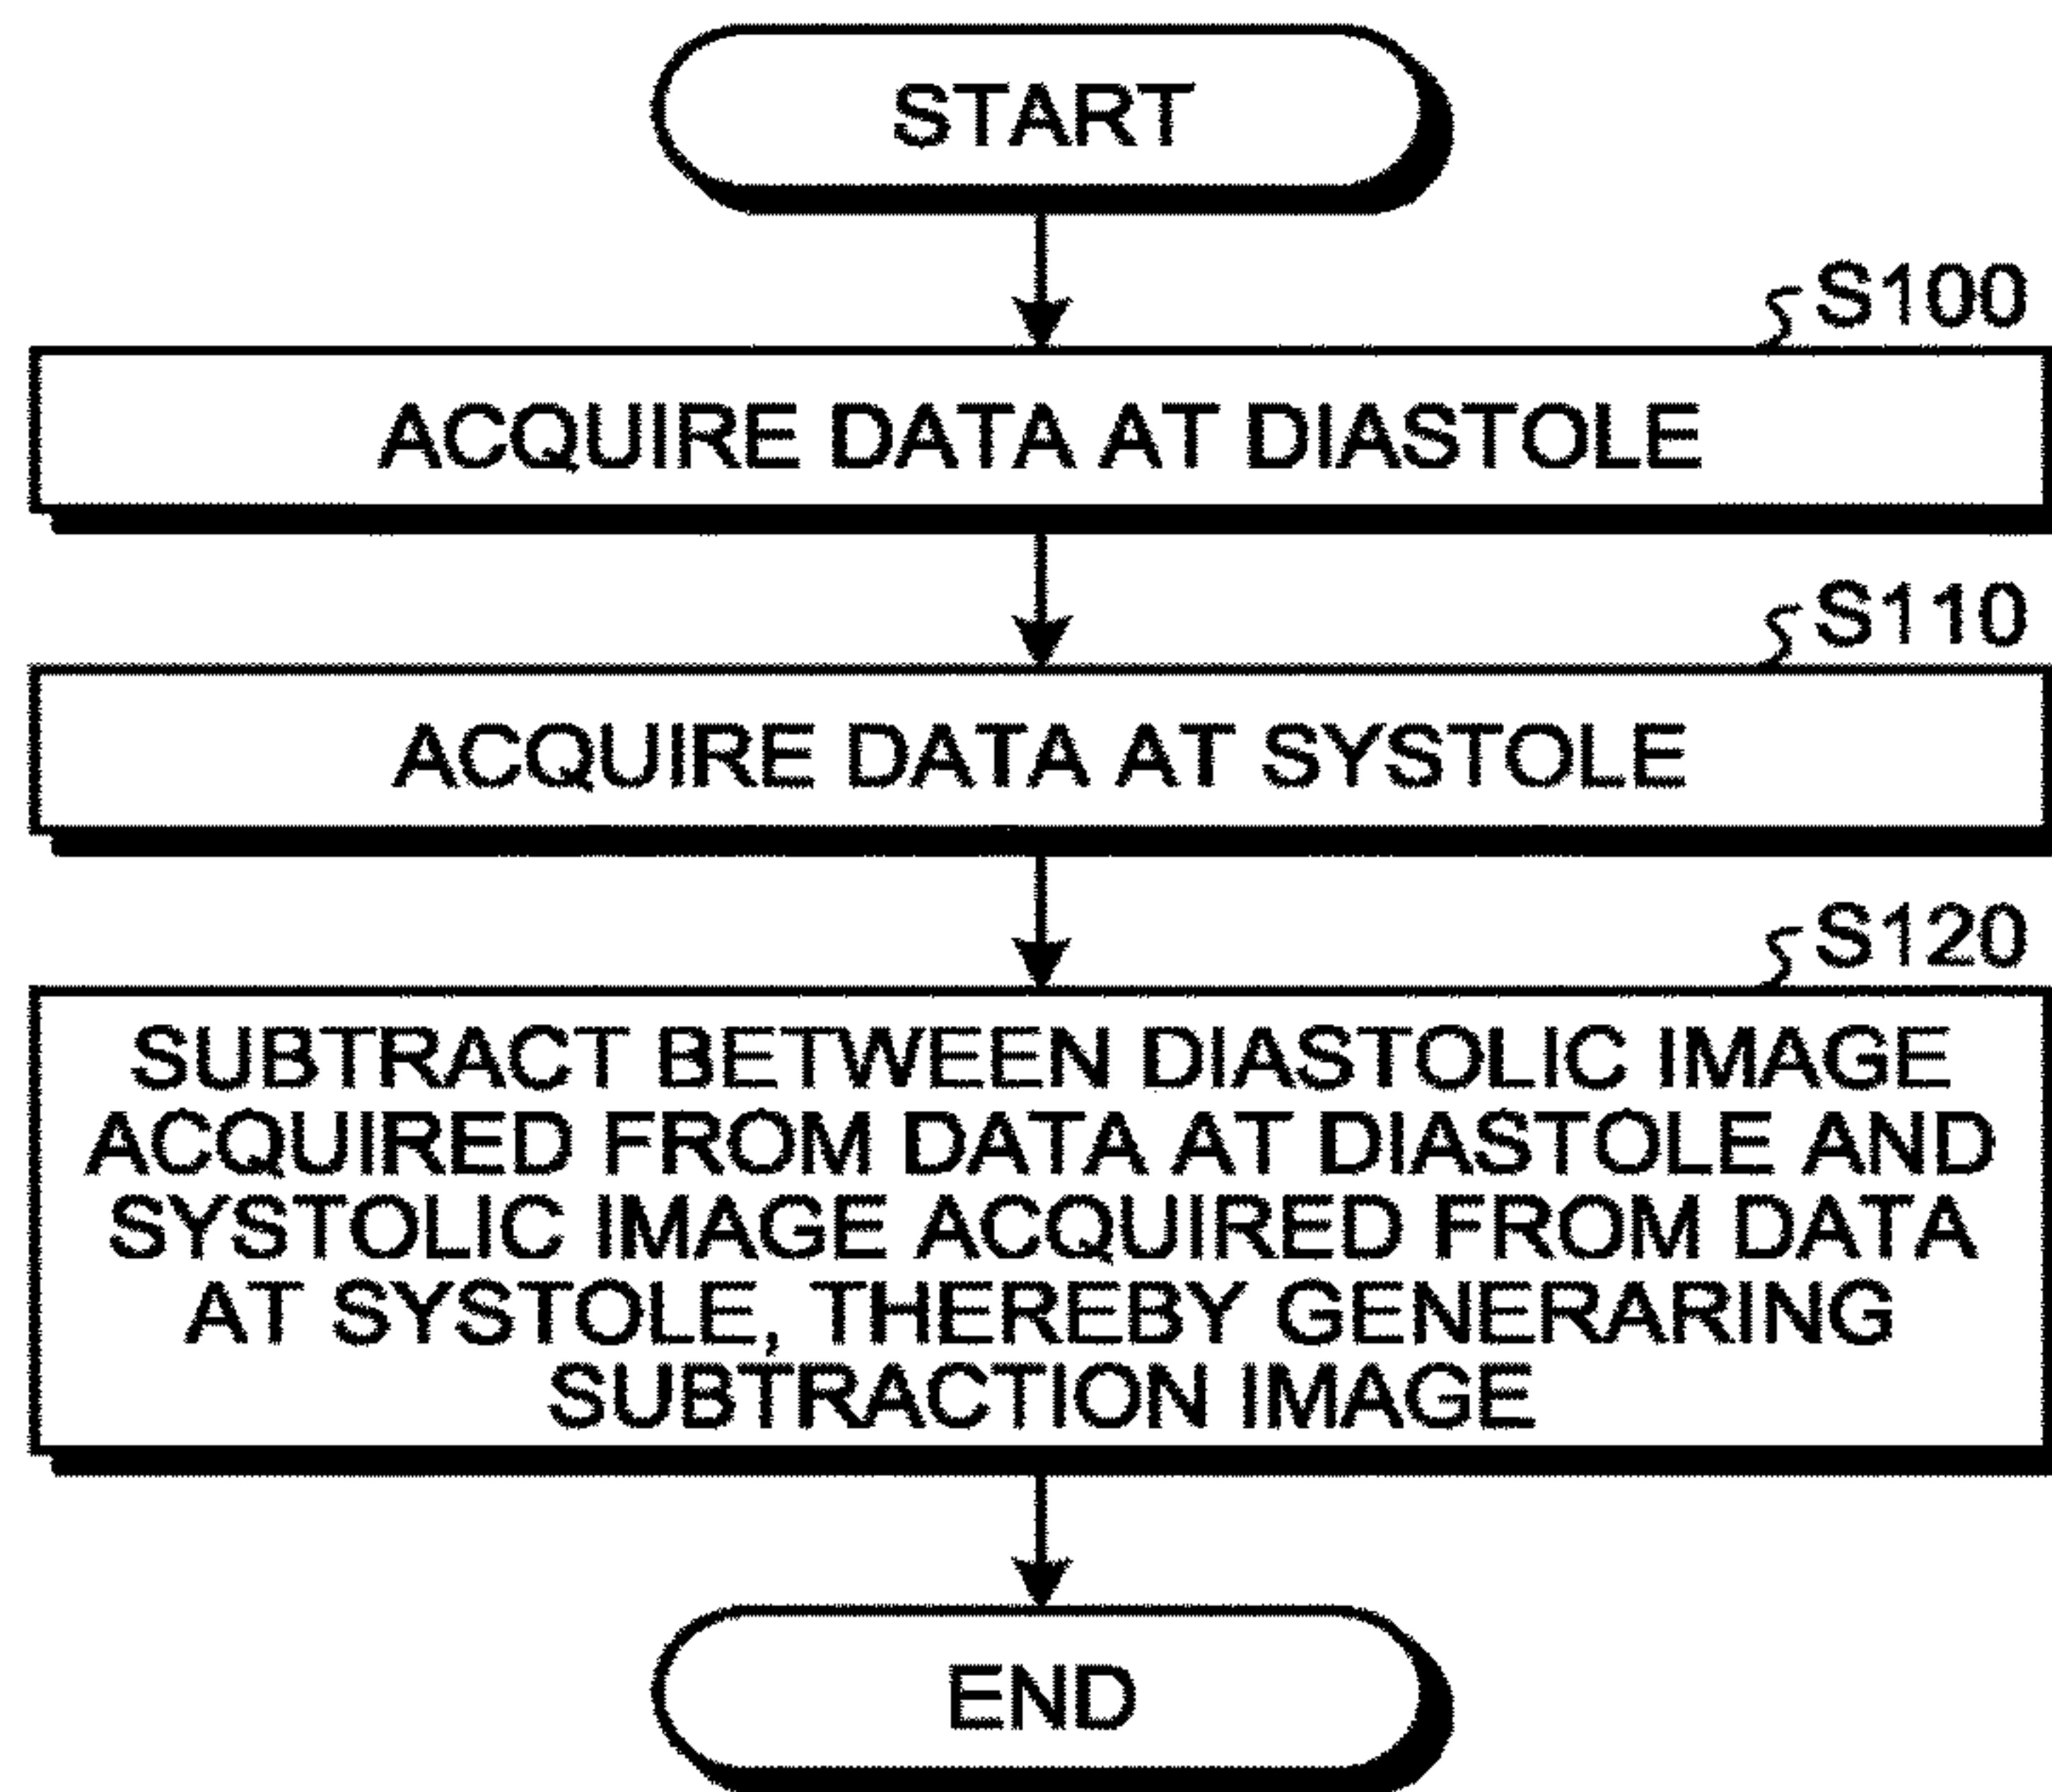 START
S100
ACQUIRE DATA AT DIASTOLE
S110
ACQUIRE DATA AT SYSTOLE
S120
SUBTRACT BETWEEN DIASTOLIC IMAGE
ACQUIRED FROM DATA AT DIASTOLE AND
SYSTOLIC IMAGE ACQUIRED FROM DATA
AT SYSTOLE, THEREBY GENERARING
SUBTRACTION IMAGE
END